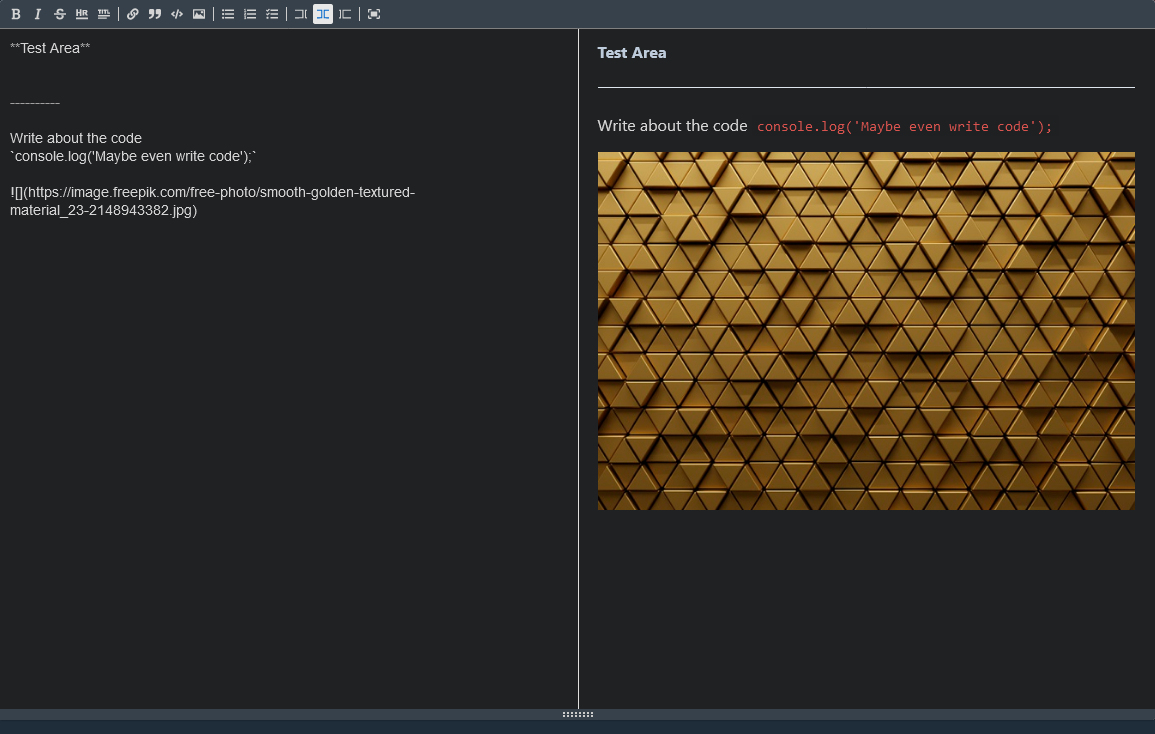 B I S HR TITL
**Test Area**
----------
Write about the code
`console.log('Maybe even write code');`
![](https://image.freepik.com/free-photo/smooth-golden-textured-
material_23-2148943382.jpg)
Test Area
Write about the code console.log('Maybe even write code');